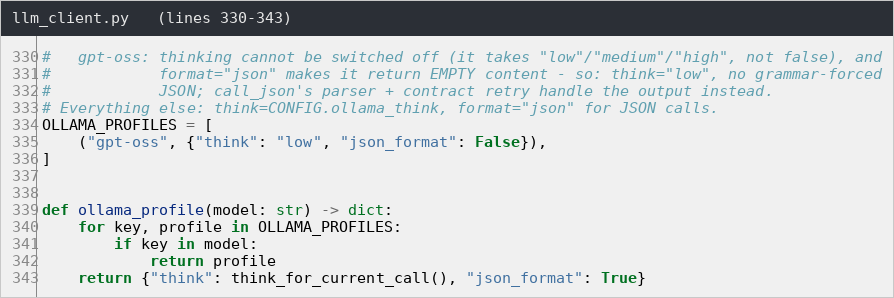 llm_client.py   (lines 330-343)
330#   gpt-oss: thinking cannot be switched off (it takes "low"/"medium"/"high", not false), and
331#            format="json" makes it return EMPTY content - so: think="low", no grammar-forced
332#            JSON; call_json's parser + contract retry handle the output instead.
333# Everything else: think=CONFIG.ollama_think, format="json" for JSON calls.
334OLLAMA_PROFILES = [
335    ("gpt-oss", {"think": "low", "json_format": False}),
336]
337
338
339def ollama_profile(model: str) -> dict:
340    for key, profile in OLLAMA_PROFILES:
341        if key in model:
342            return profile
343    return {"think": think_for_current_call(), "json_format": True}